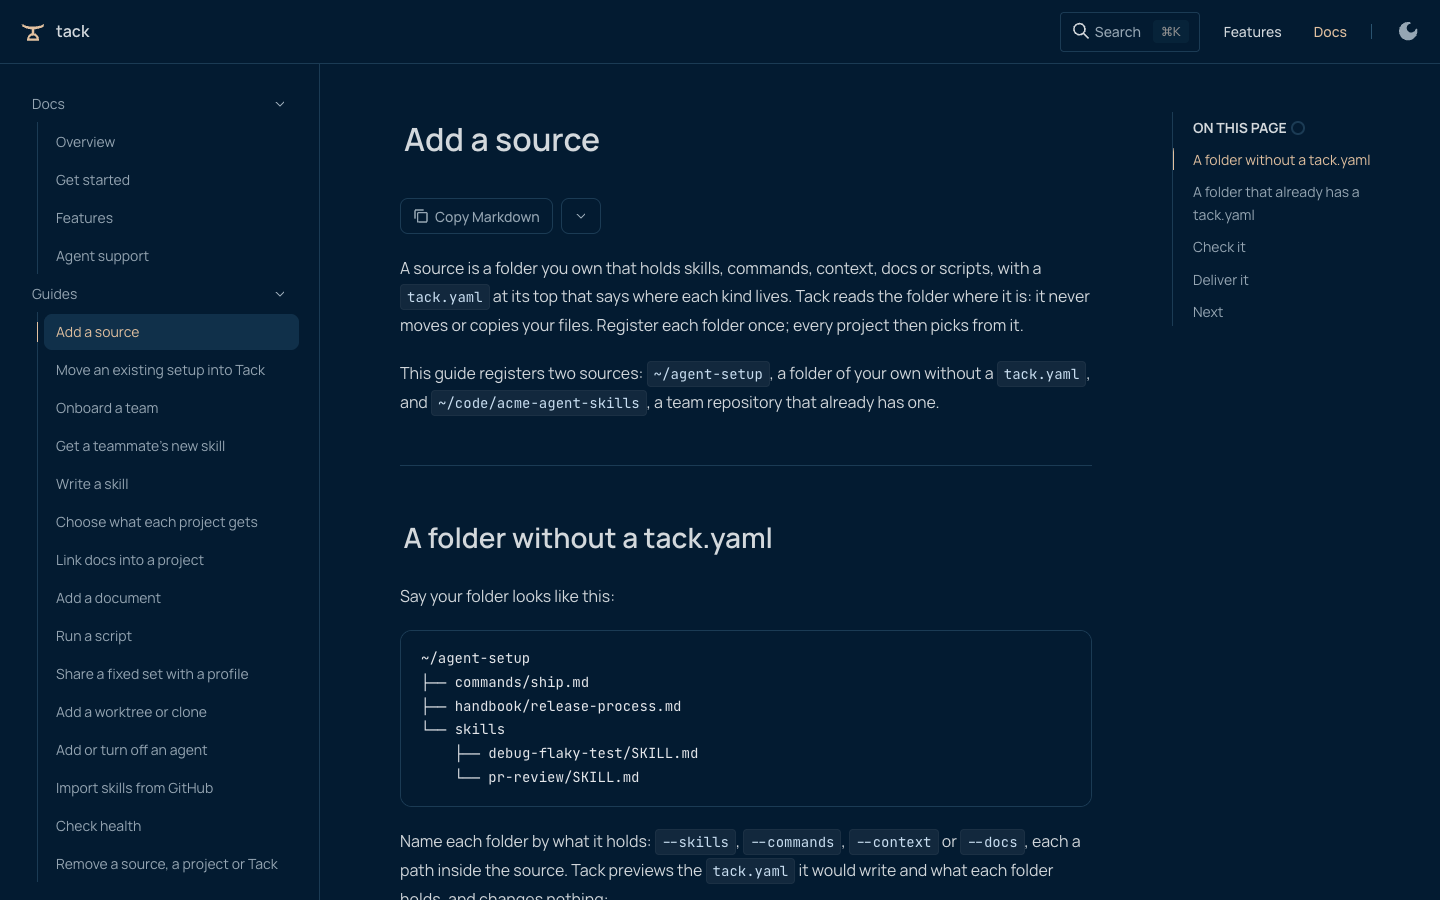 tack
Search ⌘K
Features
Docs
Docs
Overview
Get started
Features
Agent support
Guides
Add a source
Move an existing setup into Tack
Onboard a team
Get a teammate's new skill
Write a skill
Choose what each project gets
Link docs into a project
Add a document
Run a script
Share a fixed set with a profile
Add a worktree or clone
Add or turn off an agent
Import skills from GitHub
Check health
Remove a source, a project or Tack
Add a source
Copy Markdown
A source is a folder you own that holds skills, commands, context, docs or scripts, with a
tack.yaml at its top that says where each kind lives. Tack reads the folder where it is: it never
moves or copies your files. Register each folder once; every project then picks from it.
This guide registers two sources: ~/agent-setup, a folder of your own without a tack.yaml,
and ~/code/acme-agent-skills, a team repository that already has one.
A folder without a tack.yaml
Say your folder looks like this:
~/agent-setup
├── commands/ship.md
├── handbook/release-process.md
└── skills
    ├── debug-flaky-test/SKILL.md
    └── pr-review/SKILL.md
Name each folder by what it holds: --skills, --commands, --context or --docs, each a
path inside the source. Tack previews the tack.yaml it would write and what each folder
holds, and changes nothing:
ON THIS PAGE
A folder without a tack.yaml
A folder that already has a
tack.yaml
Check it
Deliver it
Next